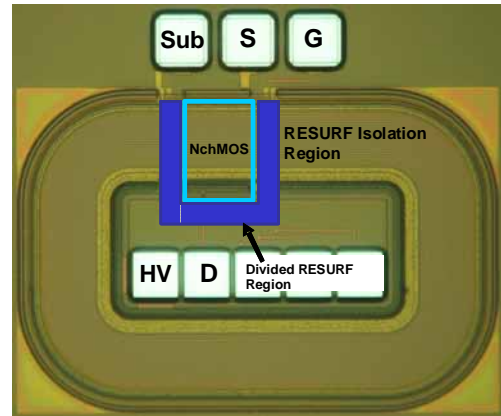 Sub S G
NchMOS
RESURF Isolation
Region
HV D
Divided RESURF
Region